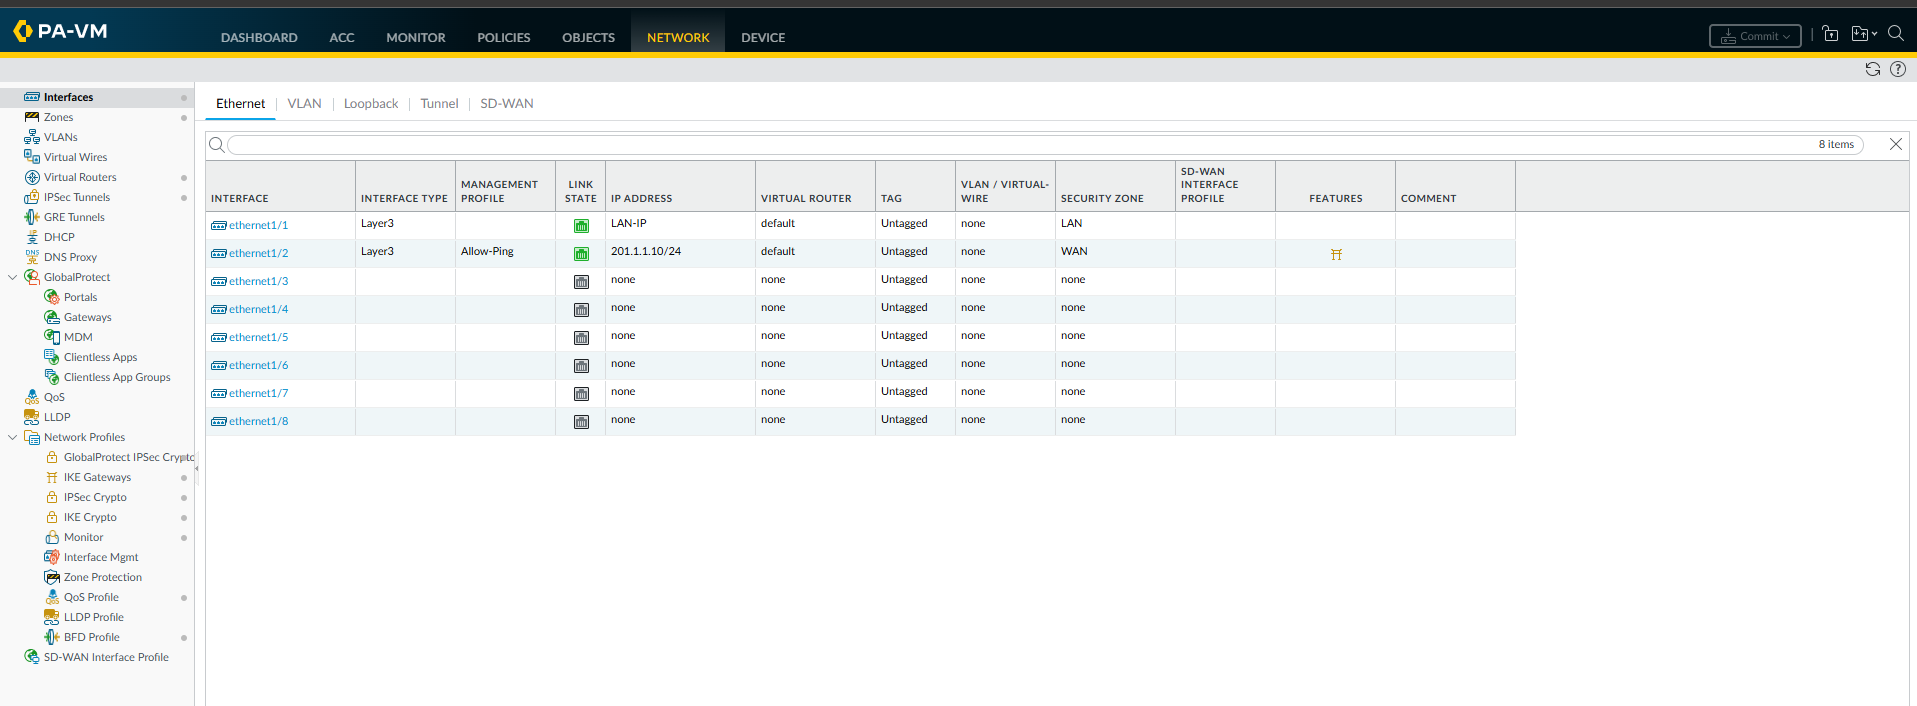 PA-VM
DASHBOARD ACC MONITOR POLICIES OBJECTS NETWORK DEVICE
Commit
Interfaces
Zones
VLANs
Virtual Wires
Virtual Routers
IPSec Tunnels
GRE Tunnels
DHCP
DNS Proxy
GlobalProtect
Portals
Gateways
MDM
Clientless Apps
Clientless App Groups
QoS
LLDP
Network Profiles
GlobalProtect IPSec Crypto
IKE Gateways
IPSec Crypto
IKE Crypto
Monitor
Interface Mgmt
Zone Protection
QoS Profile
LLDP Profile
BFD Profile
SD-WAN Interface Profile
Ethernet | VLAN | Loopback | Tunnel | SD-WAN
8 items
INTERFACE INTERFACE TYPE MANAGEMENT PROFILE LINK STATE IP ADDRESS VIRTUAL ROUTER TAG VLAN / VIRTUAL-WIRE SECURITY ZONE SD-WAN INTERFACE PROFILE FEATURES COMMENT
ethernet1/1 Layer3 LAN-IP default Untagged none LAN
ethernet1/2 Layer3 Allow-Ping 201.1.1.10/24 default Untagged none WAN
ethernet1/3 none none Untagged none none
ethernet1/4 none none Untagged none none
ethernet1/5 none none Untagged none none
ethernet1/6 none none Untagged none none
ethernet1/7 none none Untagged none none
ethernet1/8 none none Untagged none none